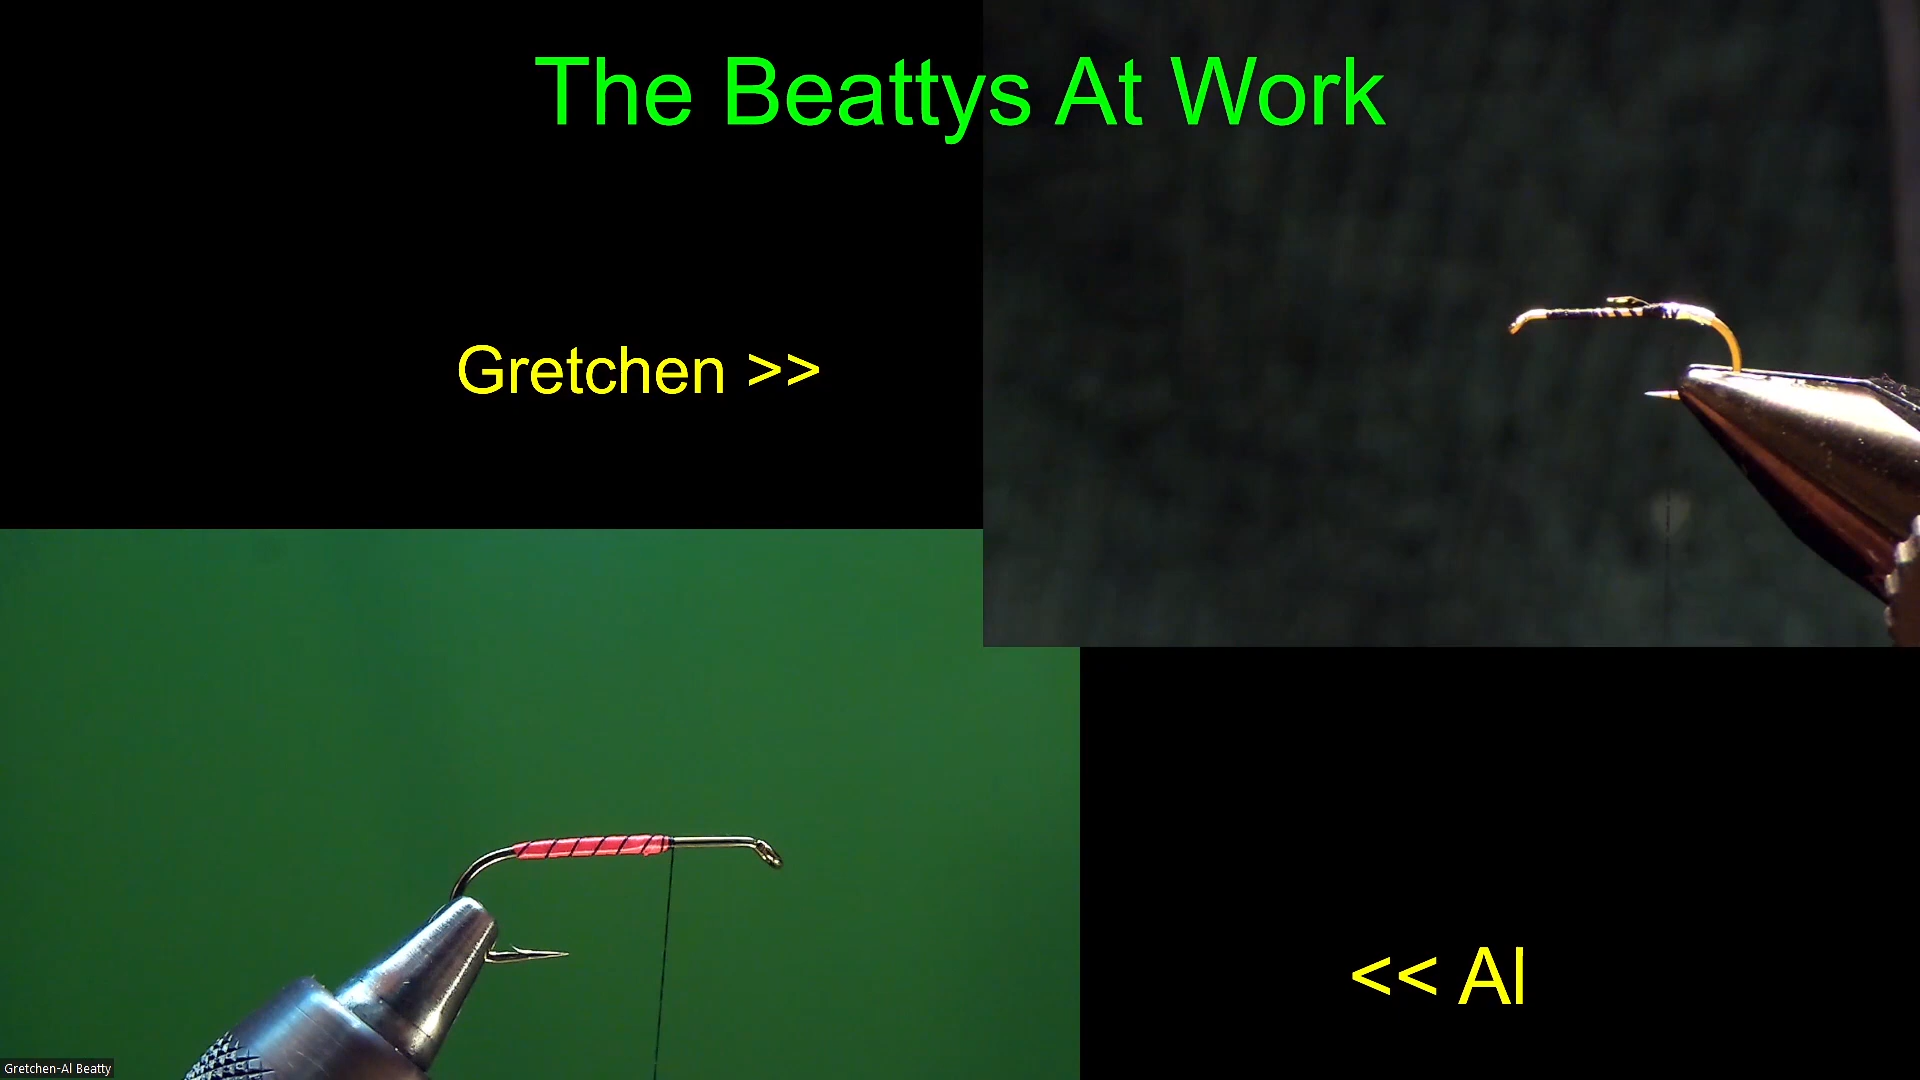 The Beattys At Work
Gretchen >>
<< Al
Gretchen-Al Beatty